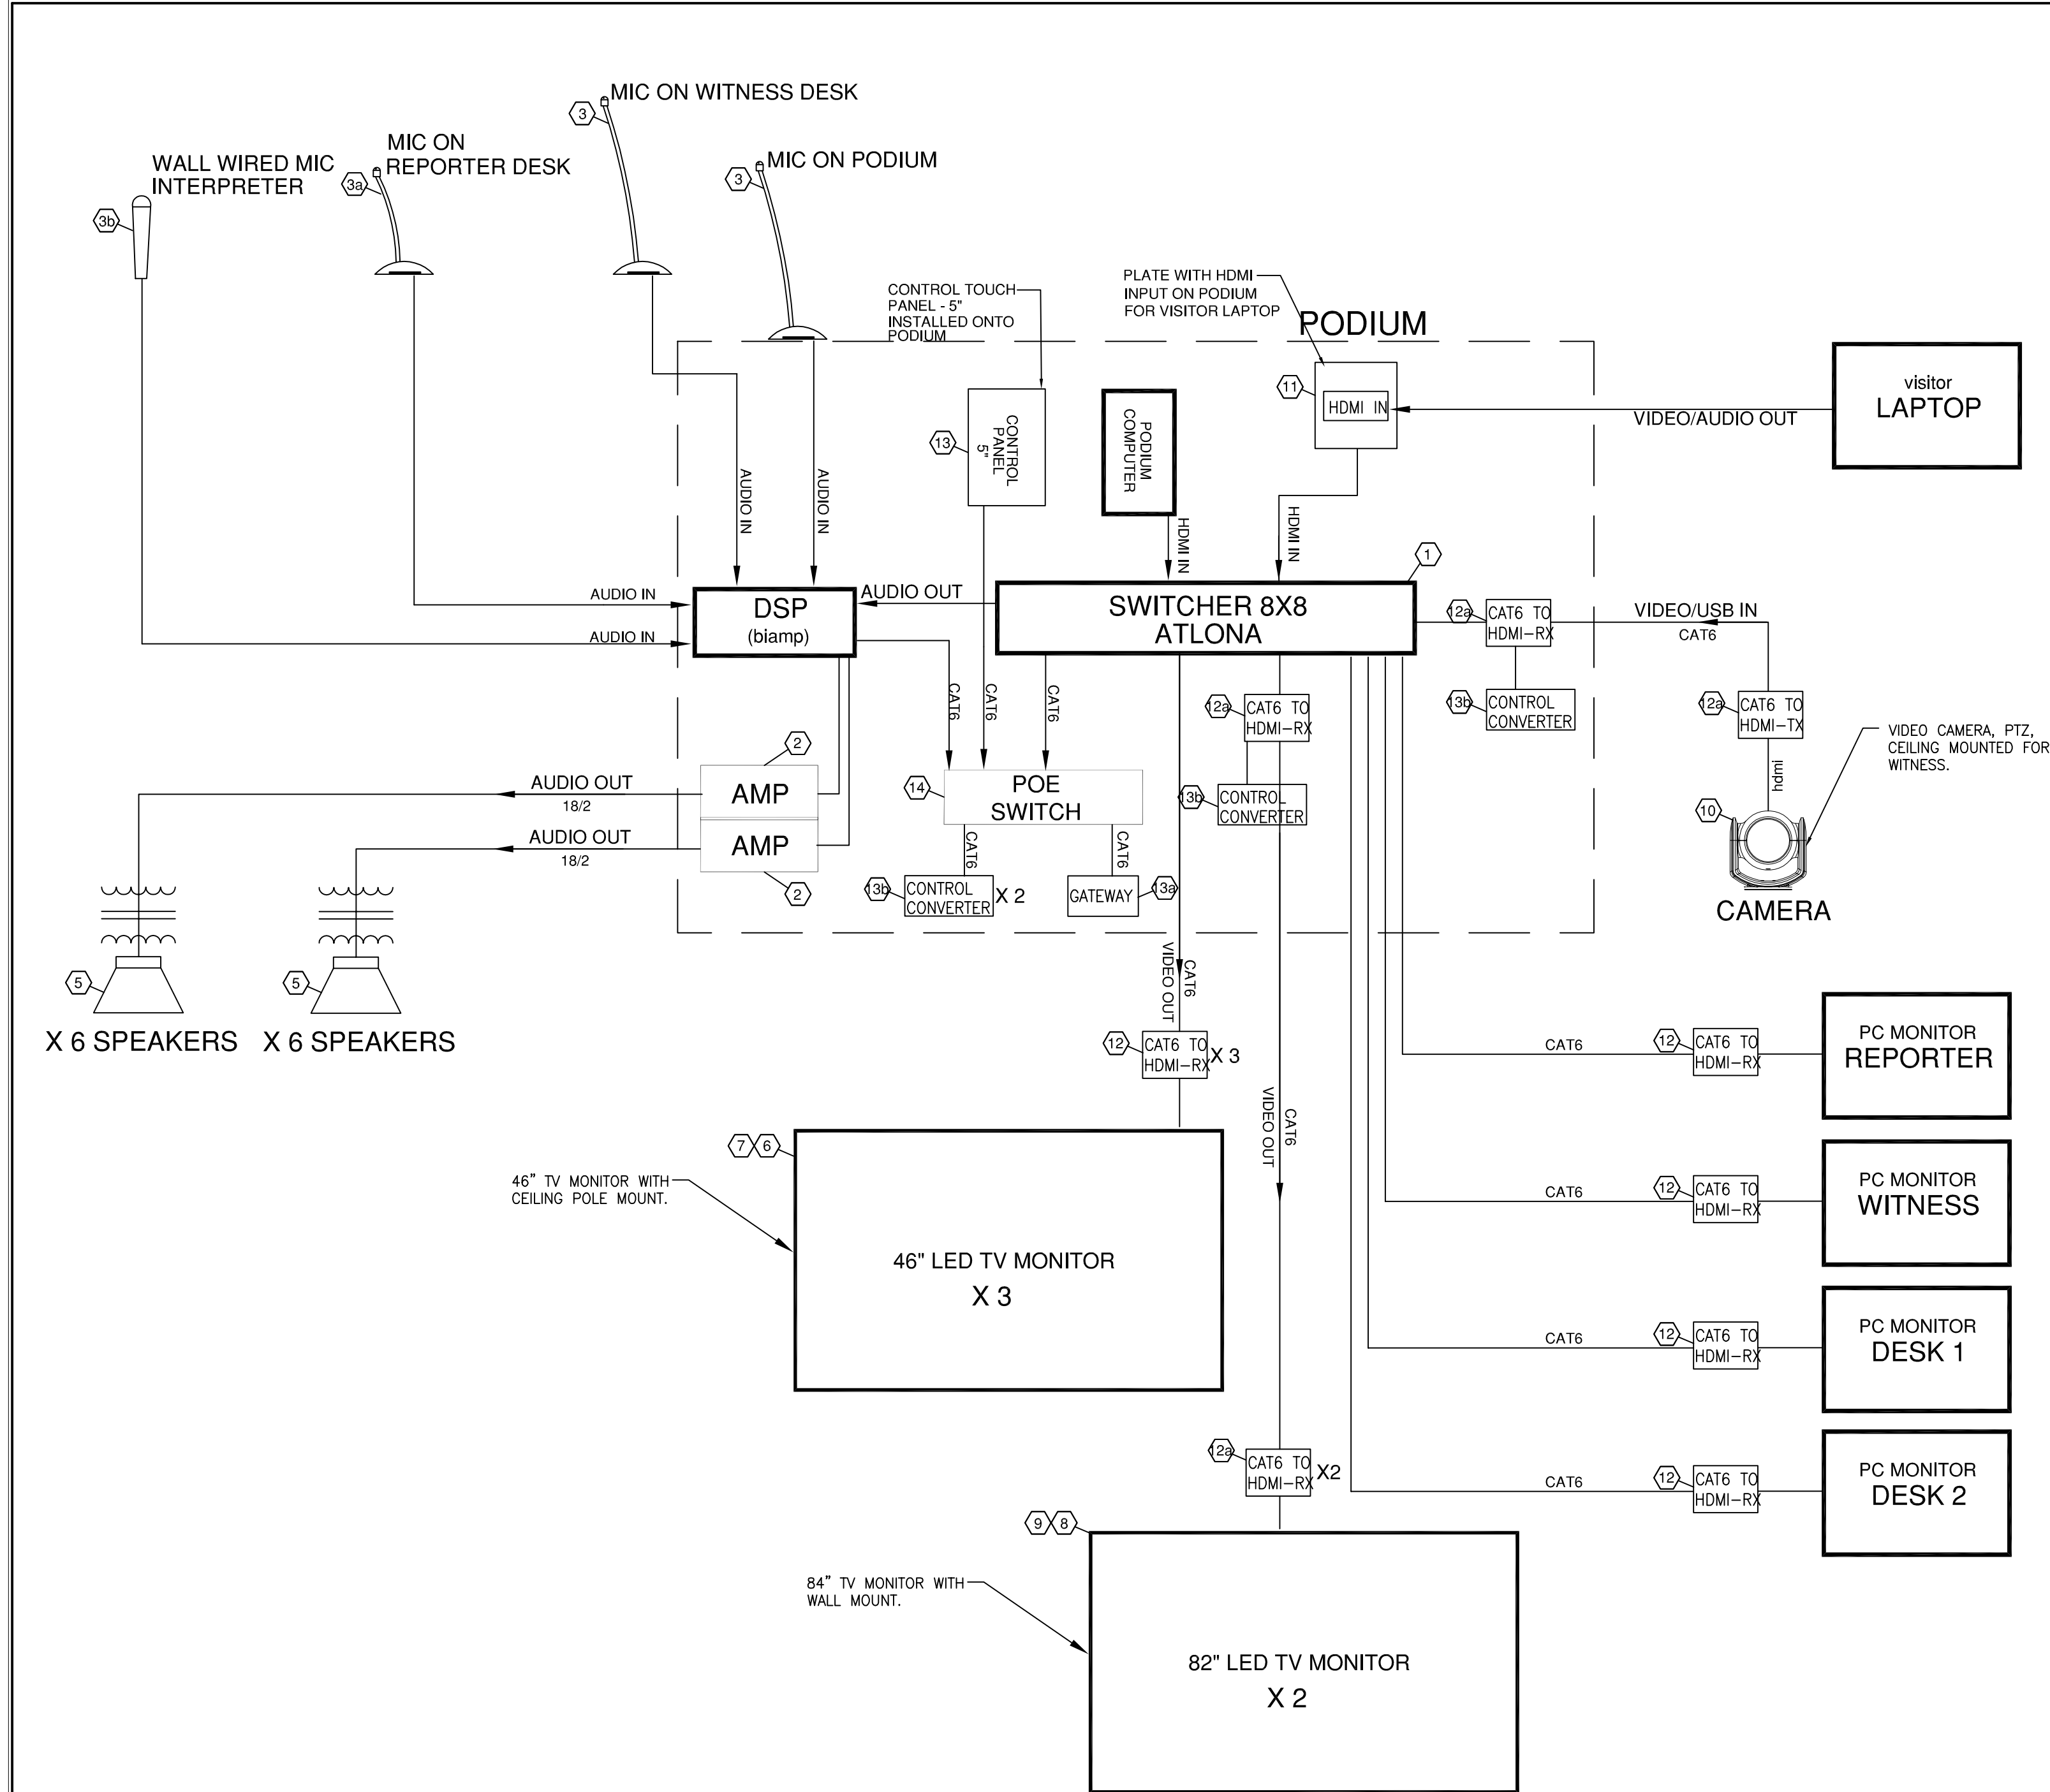 MIC ON WITNESS DESK
3
MIC ON
REPORTER DESK
3a
MIC ON PODIUM
3
WALL WIRED MIC
INTERPRETER
3b
CONTROL TOUCH
PANEL - 5"
INSTALLED ONTO
PODIUM
PLATE WITH HDMI
INPUT ON PODIUM
FOR VISITOR LAPTOP
PODIUM
visitor
LAPTOP
VIDEO/AUDIO OUT
11
HDMI IN
13
CONTROL
PANEL
5"
PODIUM
COMPUTER
AUDIO IN
AUDIO IN
HDMI IN
HDMI IN
1
AUDIO IN
AUDIO IN
DSP
(biamp)
AUDIO OUT
SWITCHER 8X8
ATLONA
12a
CAT6 TO
HDMI-RX
VIDEO/USB IN
CAT6
13b
CONTROL
CONVERTER
12a
CAT6 TO
HDMI-TX
VIDEO CAMERA, PTZ,
CEILING MOUNTED FOR
WITNESS.
hdmi
10
CAMERA
CAT6
CAT6
CAT6
12a
CAT6 TO
HDMI-RX
13b
CONTROL
CONVERTER
2
AMP
AMP
2
AUDIO OUT
18/2
AUDIO OUT
18/2
14
POE
SWITCH
CAT6
CAT6
13b
CONTROL
CONVERTER
X 2
GATEWAY
13a
5
5
X 6 SPEAKERS
X 6 SPEAKERS
VIDEO OUT
CAT6
12
CAT6 TO
HDMI-RX
X 3
VIDEO OUT
CAT6
CAT6
12
CAT6 TO
HDMI-RX
PC MONITOR
REPORTER
CAT6
12
CAT6 TO
HDMI-RX
PC MONITOR
WITNESS
CAT6
12
CAT6 TO
HDMI-RX
PC MONITOR
DESK 1
CAT6
12
CAT6 TO
HDMI-RX
PC MONITOR
DESK 2
7
6
46" TV MONITOR WITH
CEILING POLE MOUNT.
46" LED TV MONITOR
X 3
12a
CAT6 TO
HDMI-RX
X2
9
8
84" TV MONITOR WITH
WALL MOUNT.
82" LED TV MONITOR
X 2